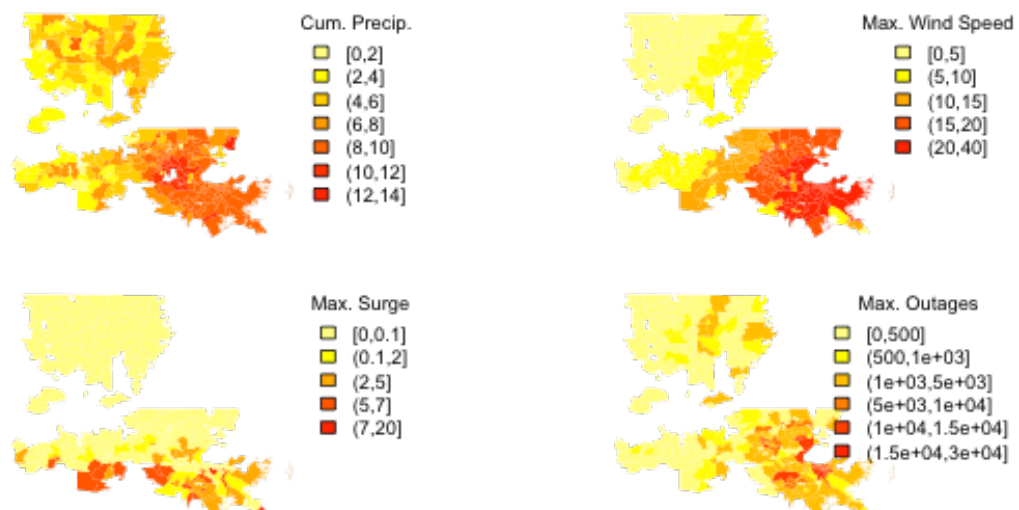 Cum. Precip.
[0,2]
(2,4]
(4,6]
(6,8]
(8,10]
(10,12]
(12,14]
Max. Wind Speed
[0,5]
(5,10]
(10,15]
(15,20]
(20,40]
Max. Surge
[0,0.1]
(0.1,2]
(2,5]
(5,7]
(7,20]
Max. Outages
[0,500]
(500,1e+03]
(1e+03,5e+03]
(5e+03,1e+04]
(1e+04,1.5e+04]
(1.5e+04,3e+04]